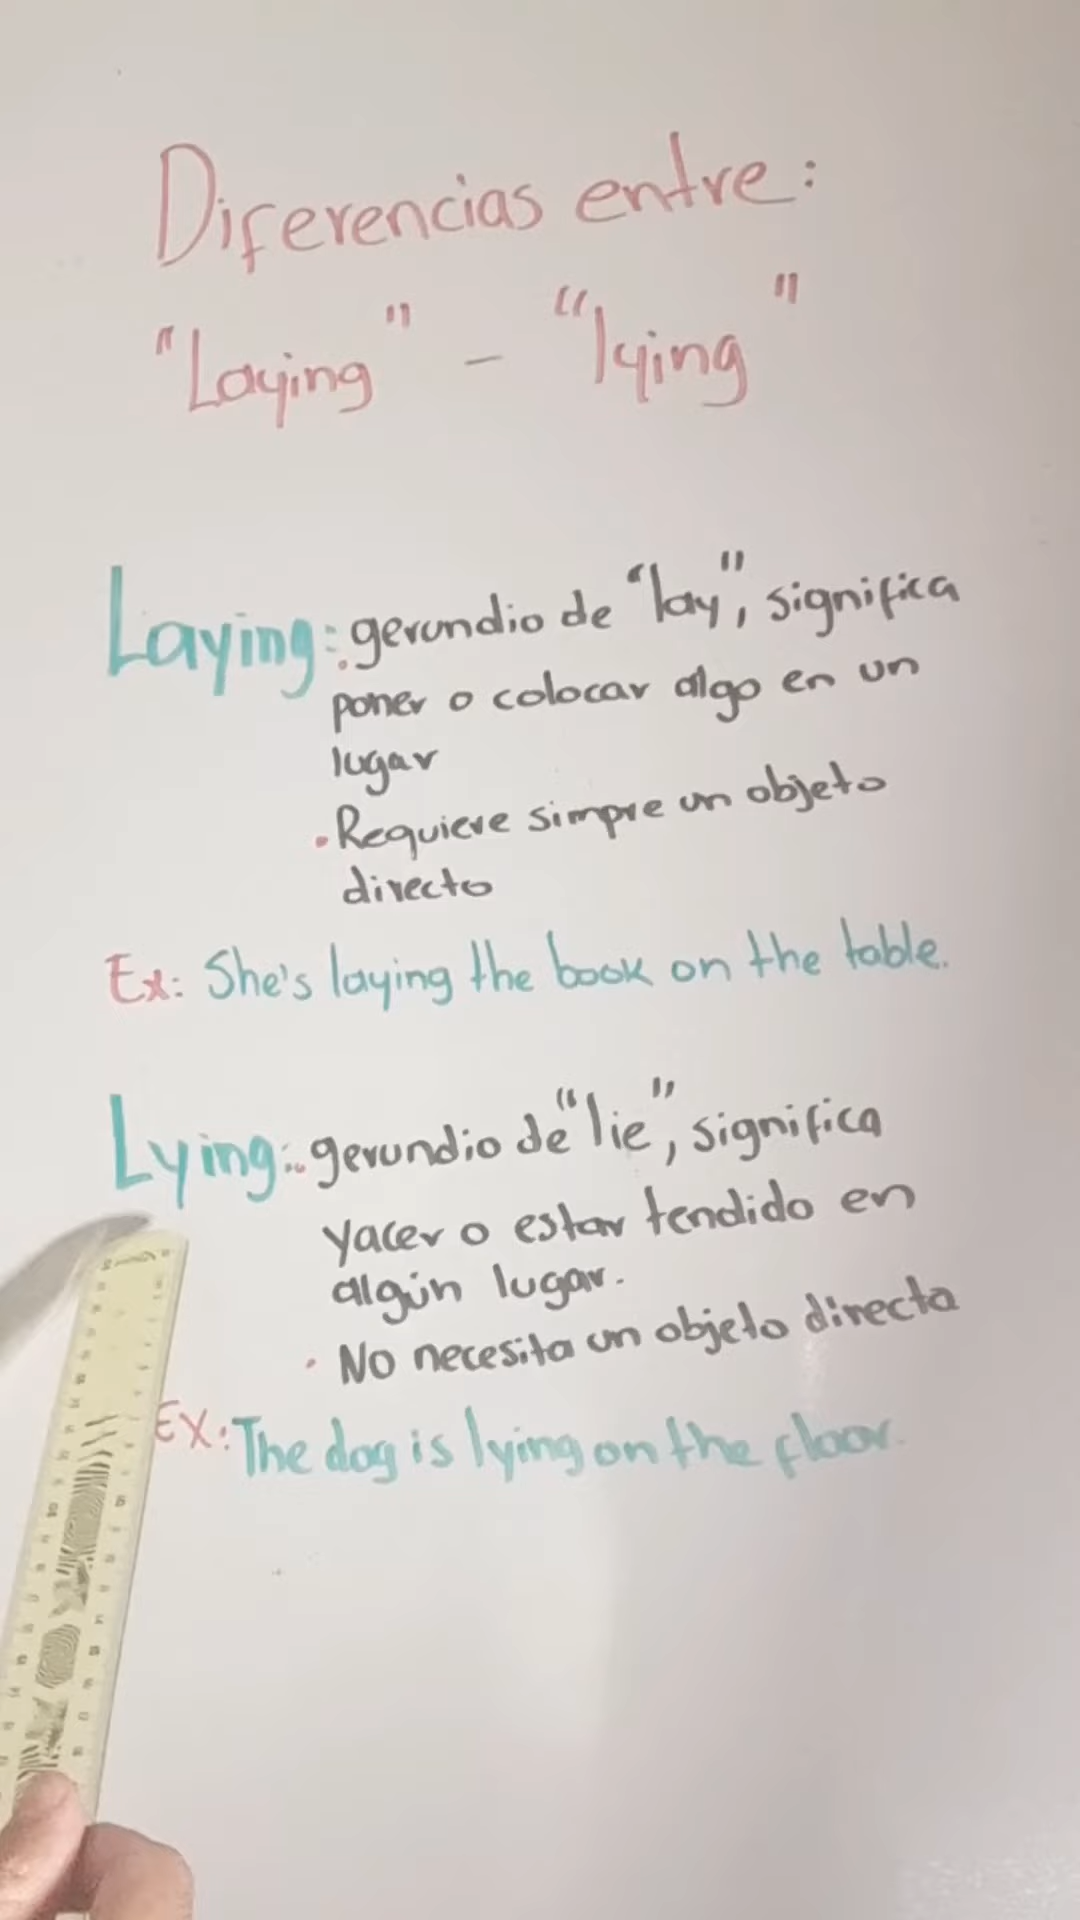 Diferencias entre:
"Laying" - "lying"
Laying: gerundio de "lay", significa
poner o colocar algo en un
lugar
• Requiere simpre un objeto
directo
Ex: She's laying the book on the table.
Lying: gerundio de "lie", significa
yacer o estar tendido en
algún lugar.
• No necesita un objeto directo
EX: The dog is lying on the floor.